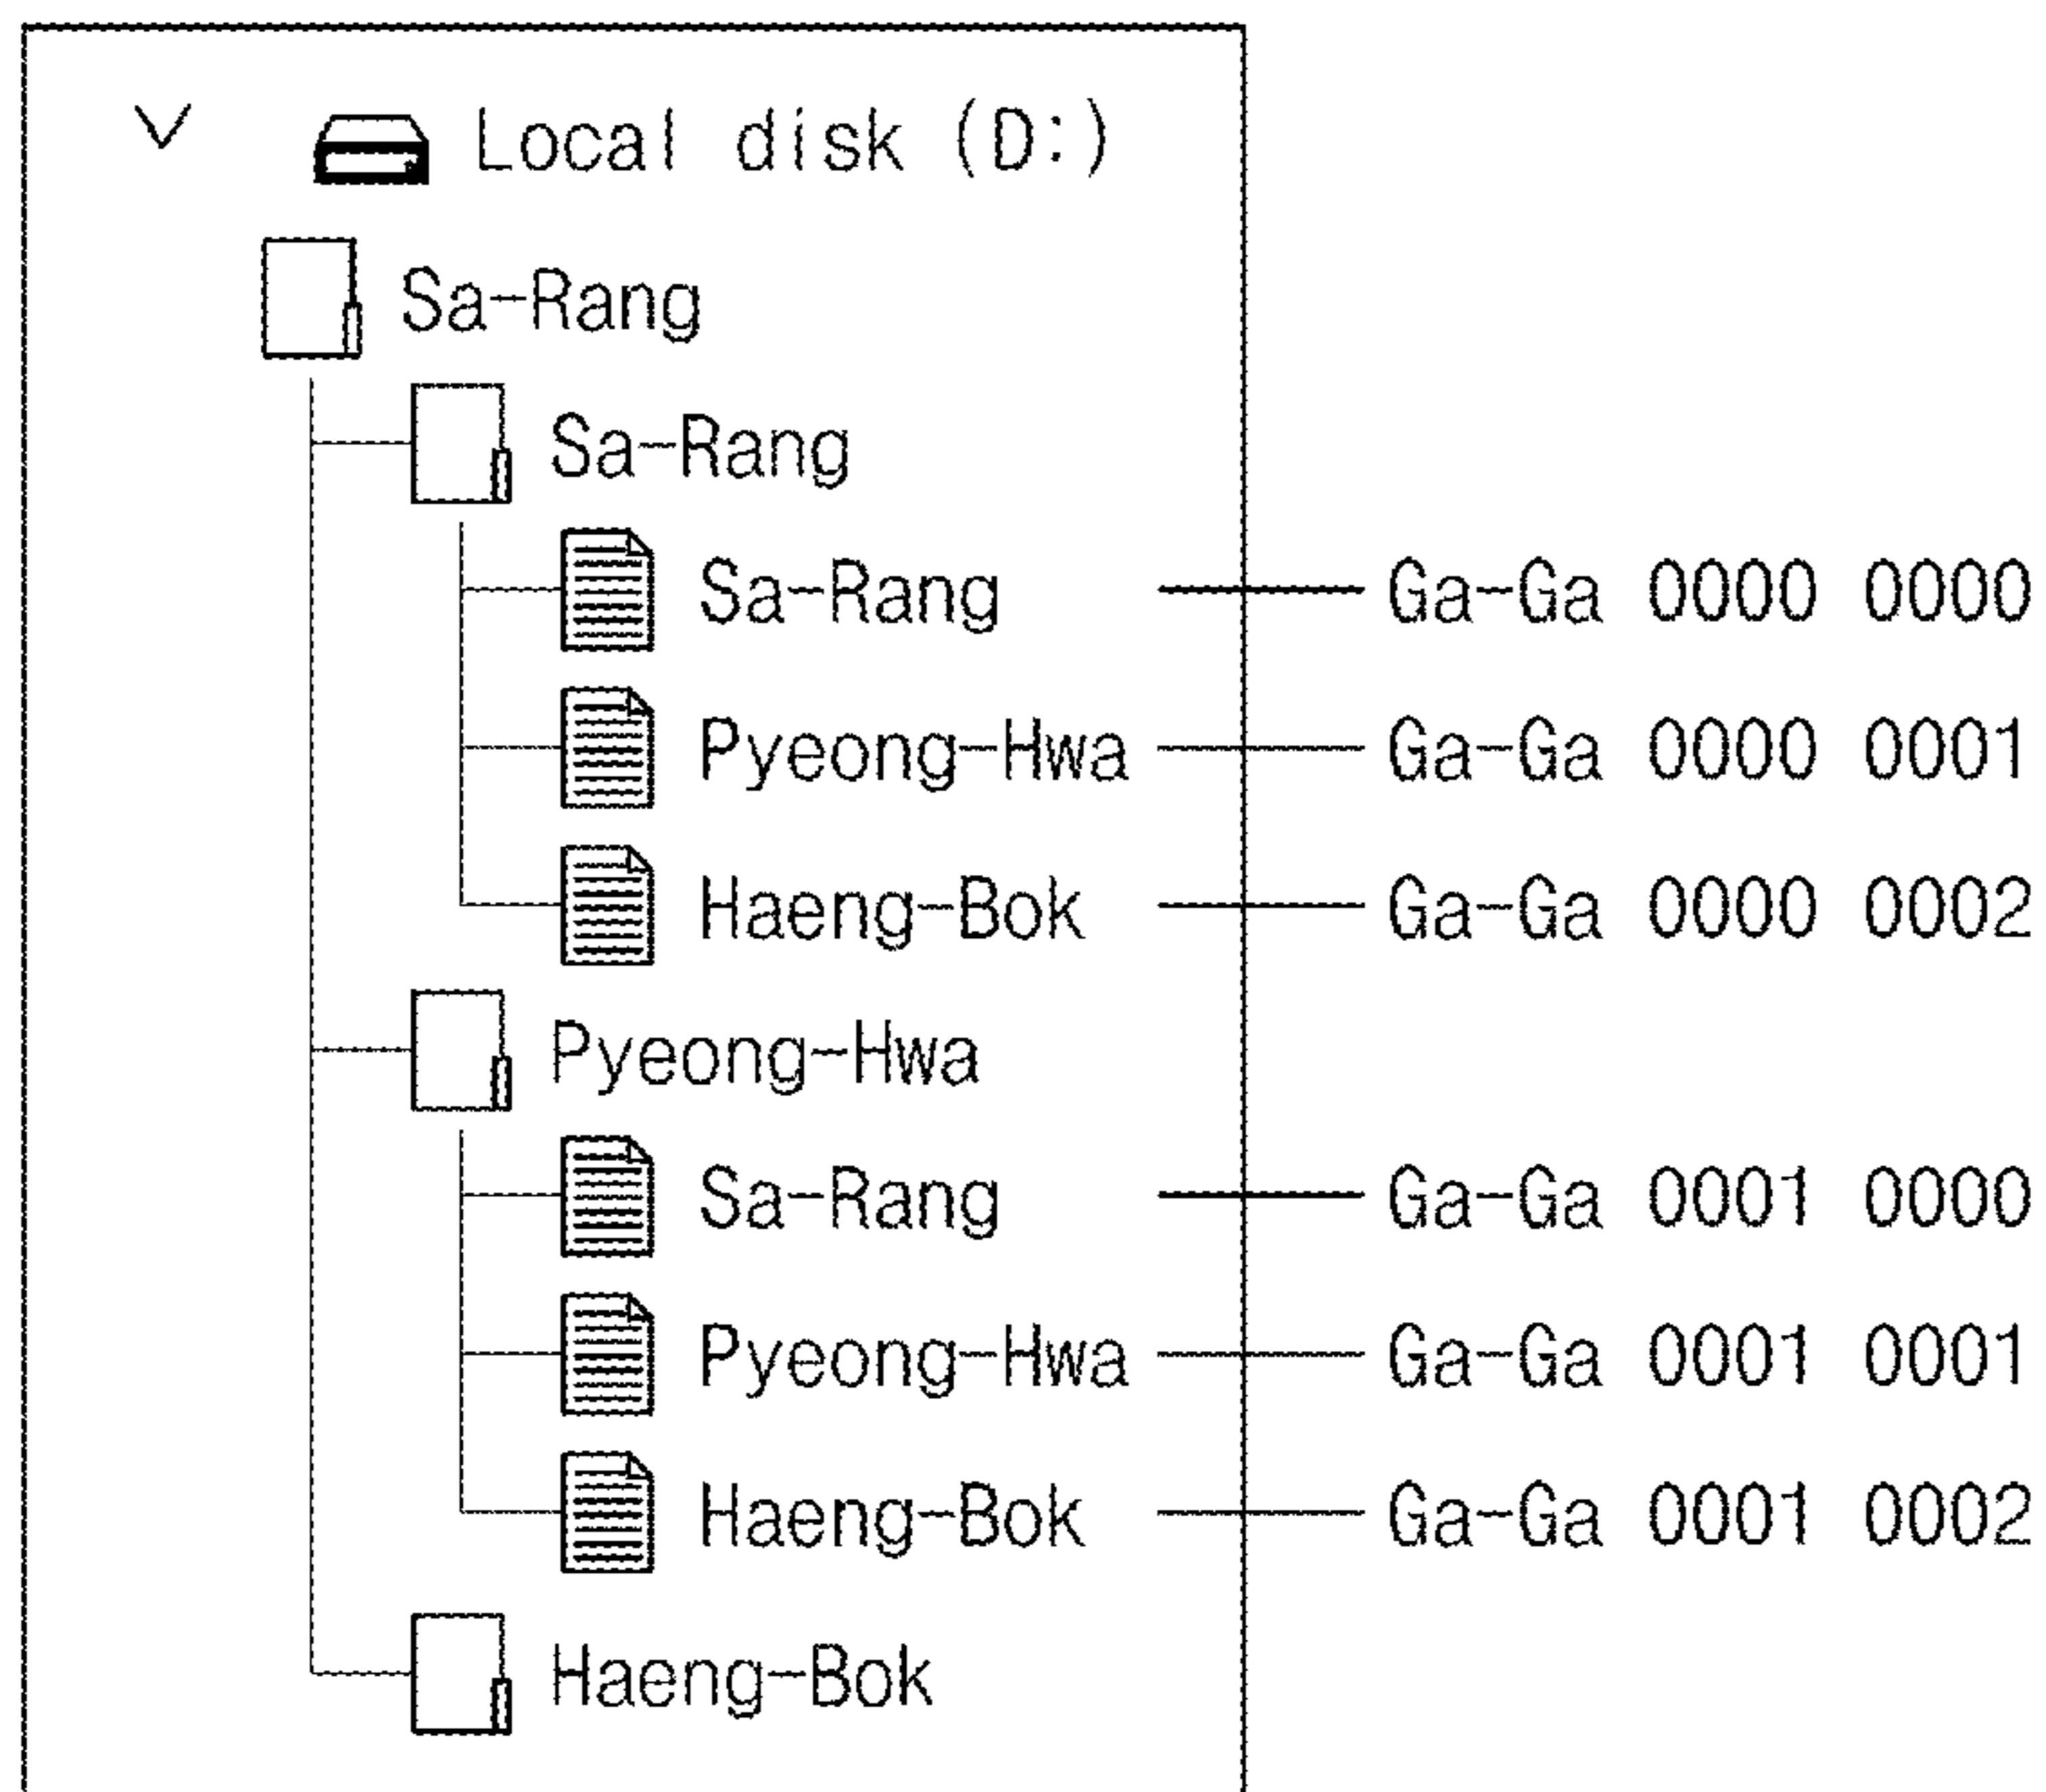 Local disk (D:)
Sa-Rang
Sa-Rang
Sa-Rang Ga-Ga 0000 0000
Pyeong-Hwa Ga-Ga 0000 0001
Haeng-Bok Ga-Ga 0000 0002
Pyeong-Hwa
Sa-Rang Ga-Ga 0001 0000
Pyeong-Hwa Ga-Ga 0001 0001
Haeng-Bok Ga-Ga 0001 0002
Haeng-Bok